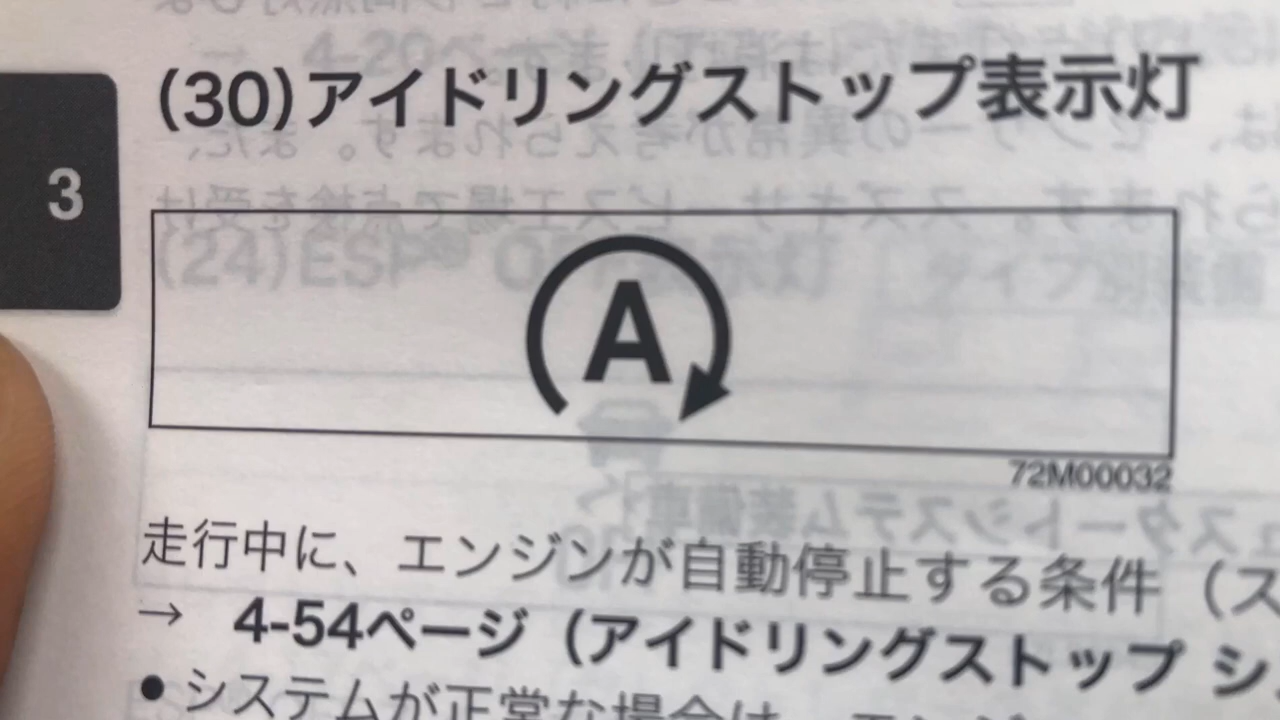 (30)アイドリングストップ表示灯
3
A
72M00032
走行中に、エンジンが自動停止する条件（ス
→ 4-54ページ（アイドリングストップ シ
●システムが正常な場合は、エンジ